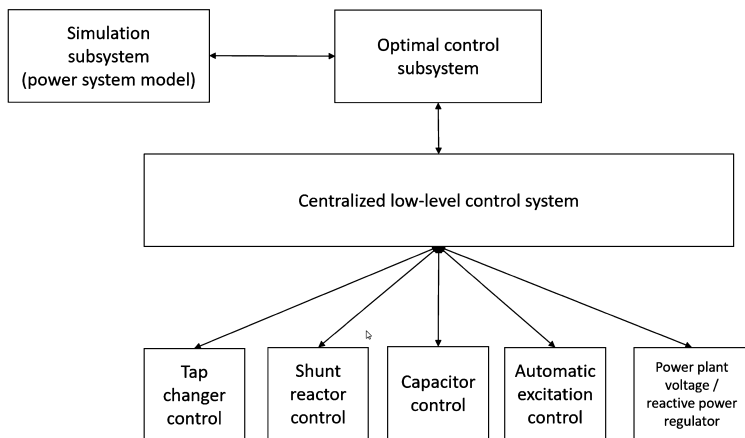 Simulation
subsystem
(power system model)
Optimal control
subsystem
Centralized low-level control system
Tap
changer
control
Shunt
reactor
control
Capacitor
control
Automatic
excitation
control
Power plant
voltage /
reactive power
regulator